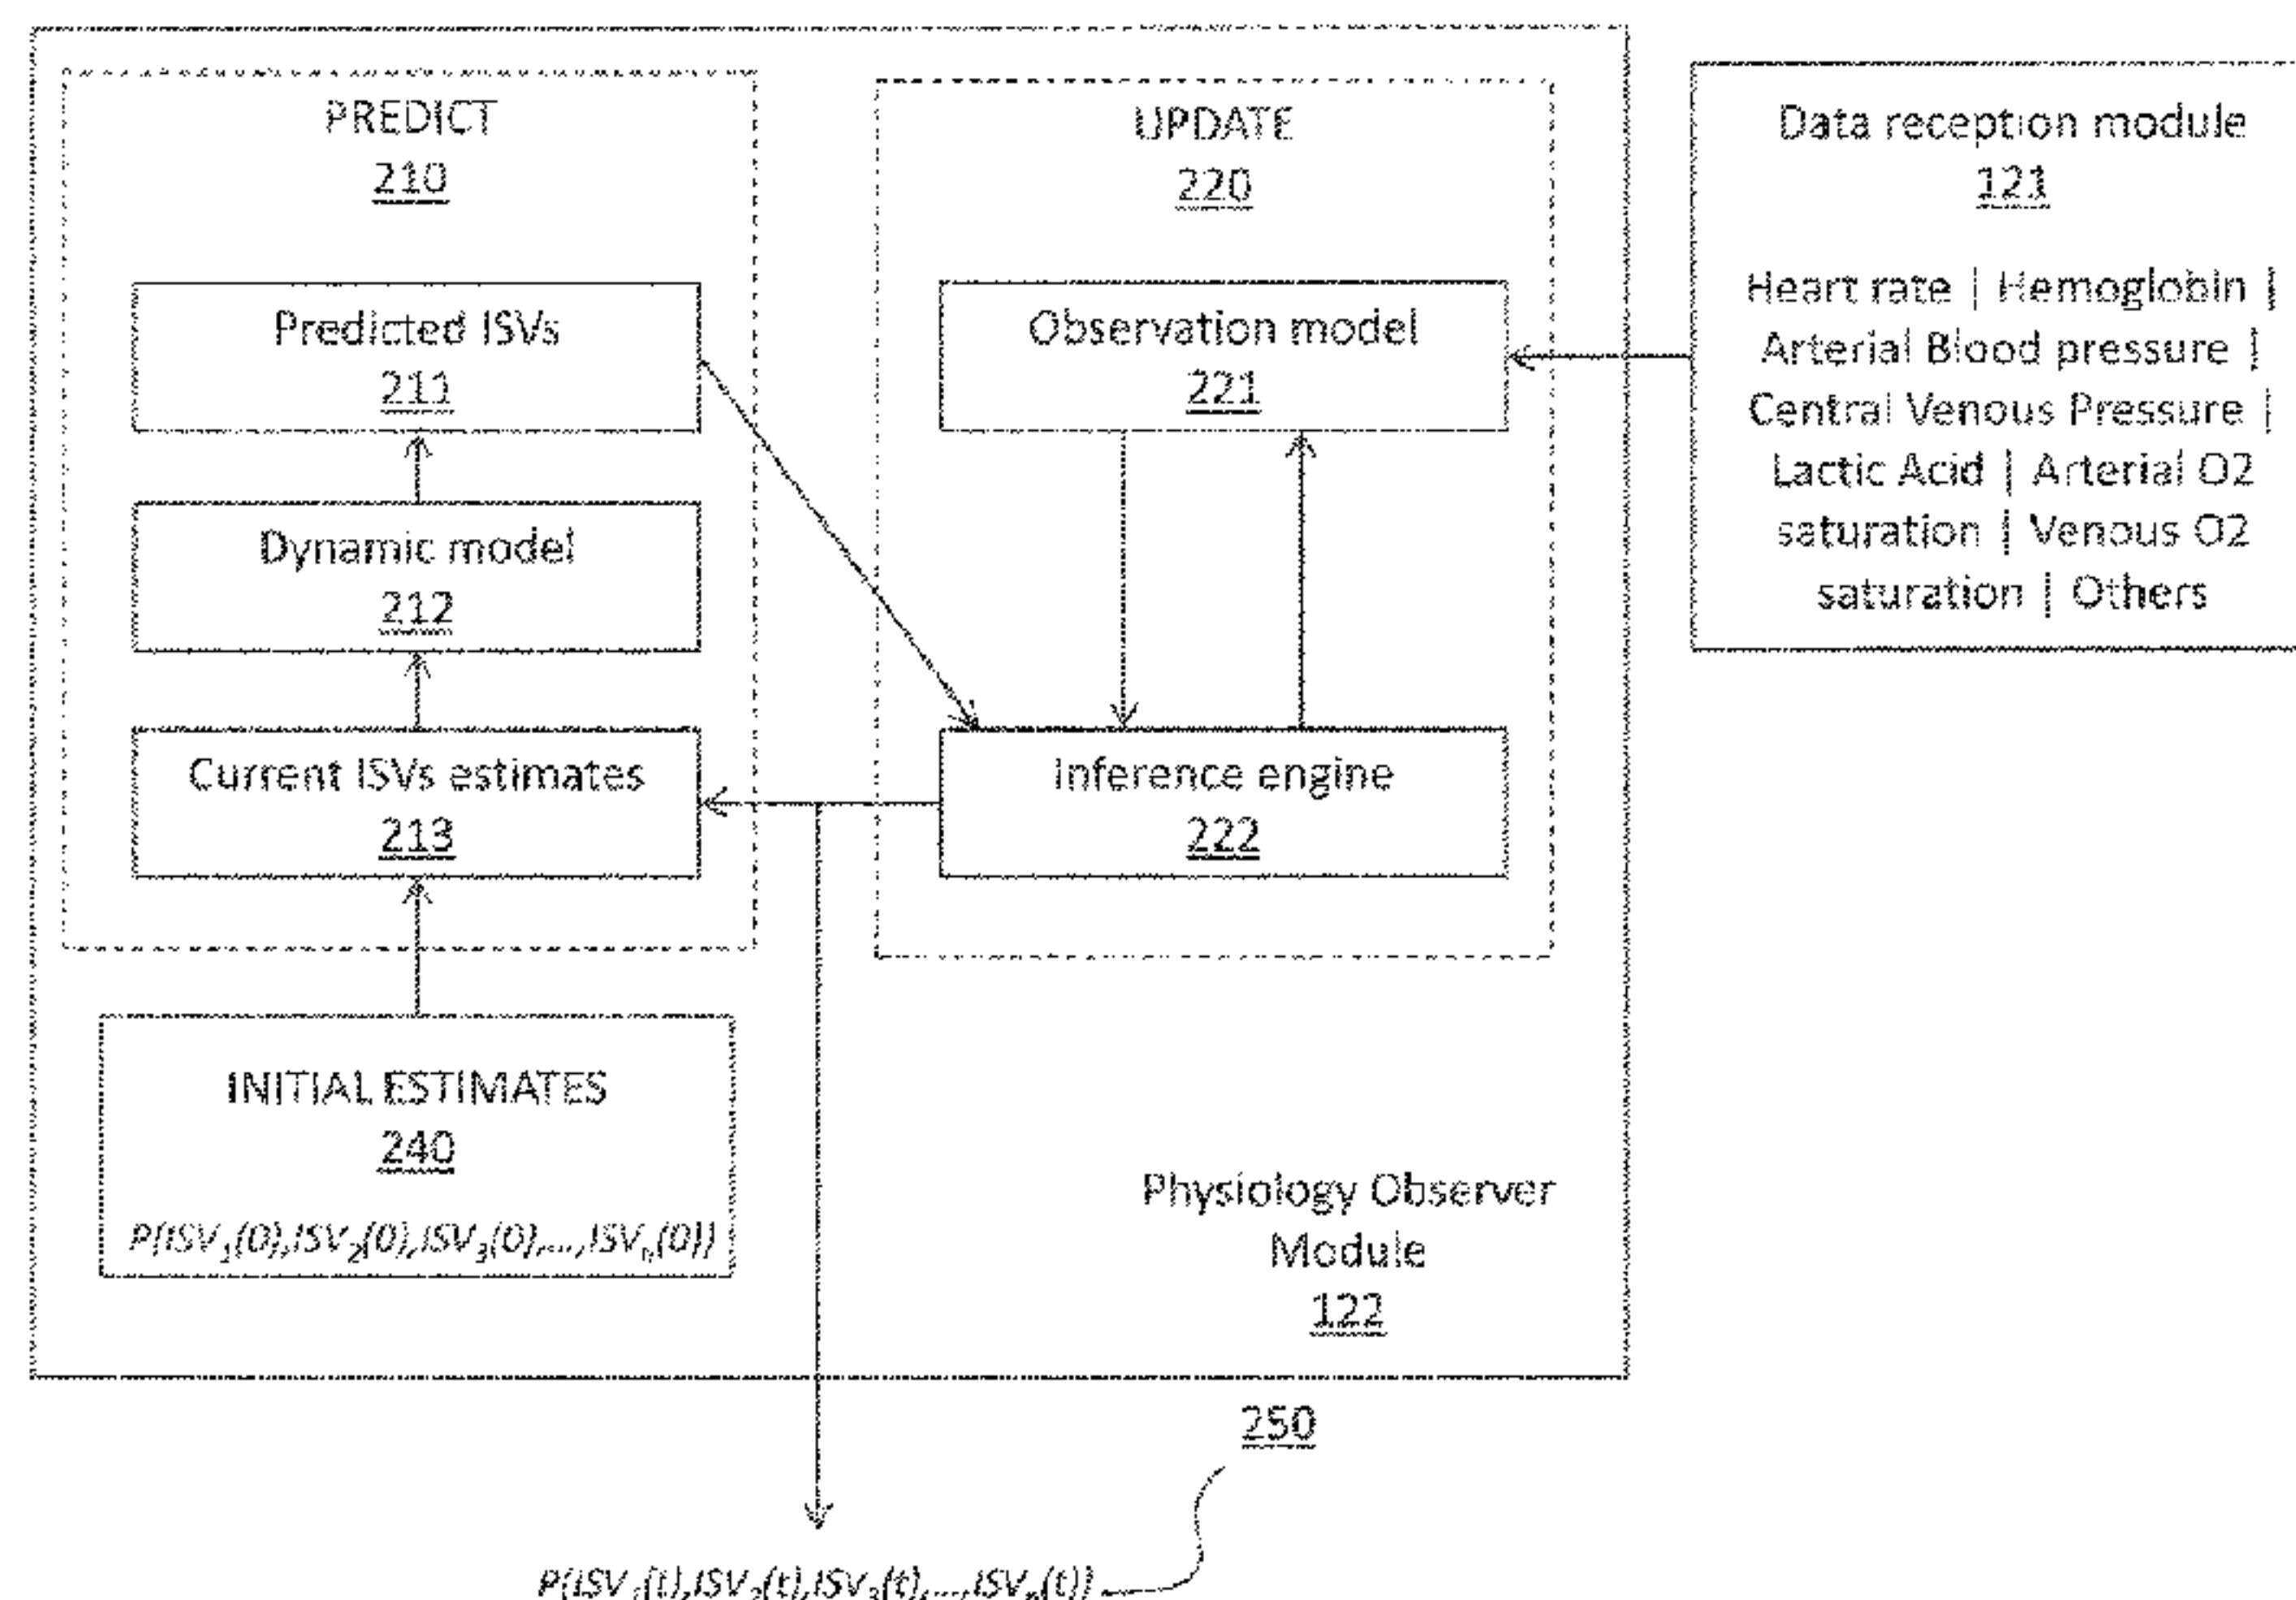 PREDICT
210
Predicted ISVs
211
Dynamic model
212
Current ISVs estimates
213
INITIAL ESTIMATES
240
P(ISV₁(0),ISV₂(0),ISV₃(0),...,ISVₙ(0))
UPDATE
220
Observation model
221
Inference engine
222
Physiology Observer
Module
122
Data reception module
121
Heart rate | Hemoglobin |
Arterial Blood pressure |
Central Venous Pressure |
Lactic Acid | Arterial O2
saturation | Venous O2
saturation | Others
250
P(ISV₁(t),ISV₂(t),ISV₃(t),...,ISVₙ(t))